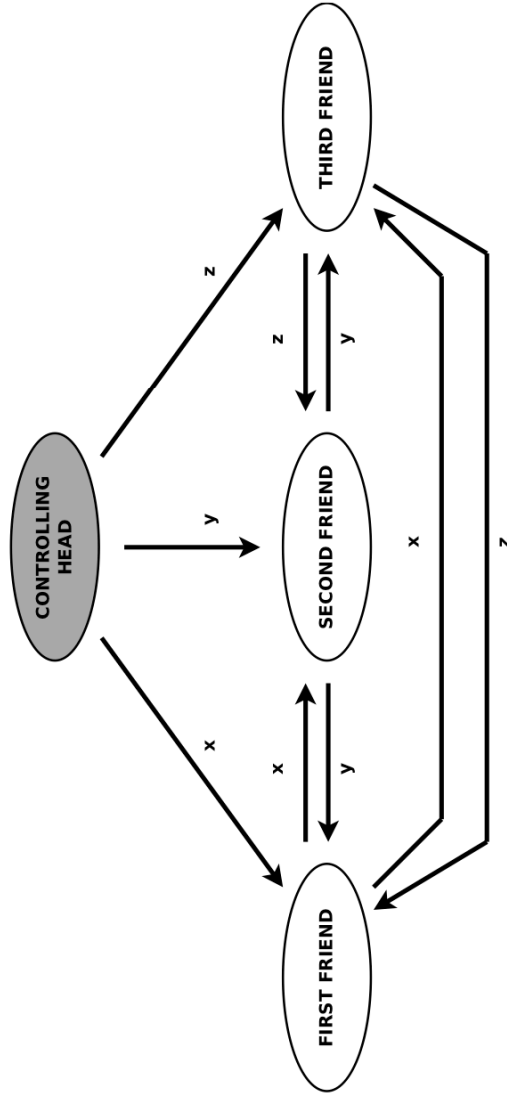 CONTROLLING
HEAD
x
y
z
x
y
z
y
FIRST FRIEND
SECOND FRIEND
THIRD FRIEND
x
z